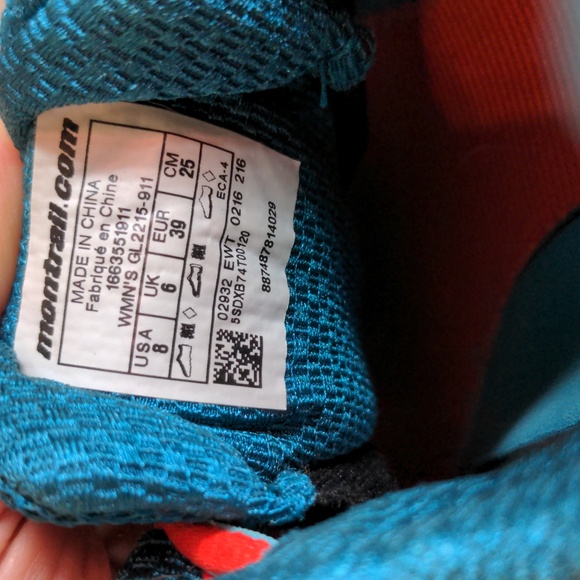 montrail.com
MADE IN CHINA
Fabriqué en Chine
1663551911
WMN'S GL2215-911
USA UK EUR CM
8 6 39 25
ECA-4
02932 EWT 0216 216
5SDXB74T00120
887487814029